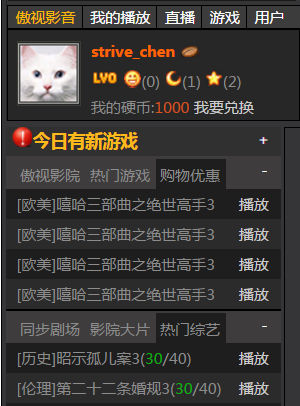 傲视影音 我的播放 直播 游戏 用户
strive_chen
LV0 (0) (1) (2)
我的硬币:1000 我要兑换
今日有新游戏 +
傲视影院 热门游戏 购物优惠 -
[欧美]嘻哈三部曲之绝世高手3 播放
[欧美]嘻哈三部曲之绝世高手3 播放
[欧美]嘻哈三部曲之绝世高手3 播放
[欧美]嘻哈三部曲之绝世高手3 播放
同步剧场 影院大片 热门综艺 -
[历史]昭示孤儿案3(30/40) 播放
[伦理]第二十二条婚规3(30/40) 播放